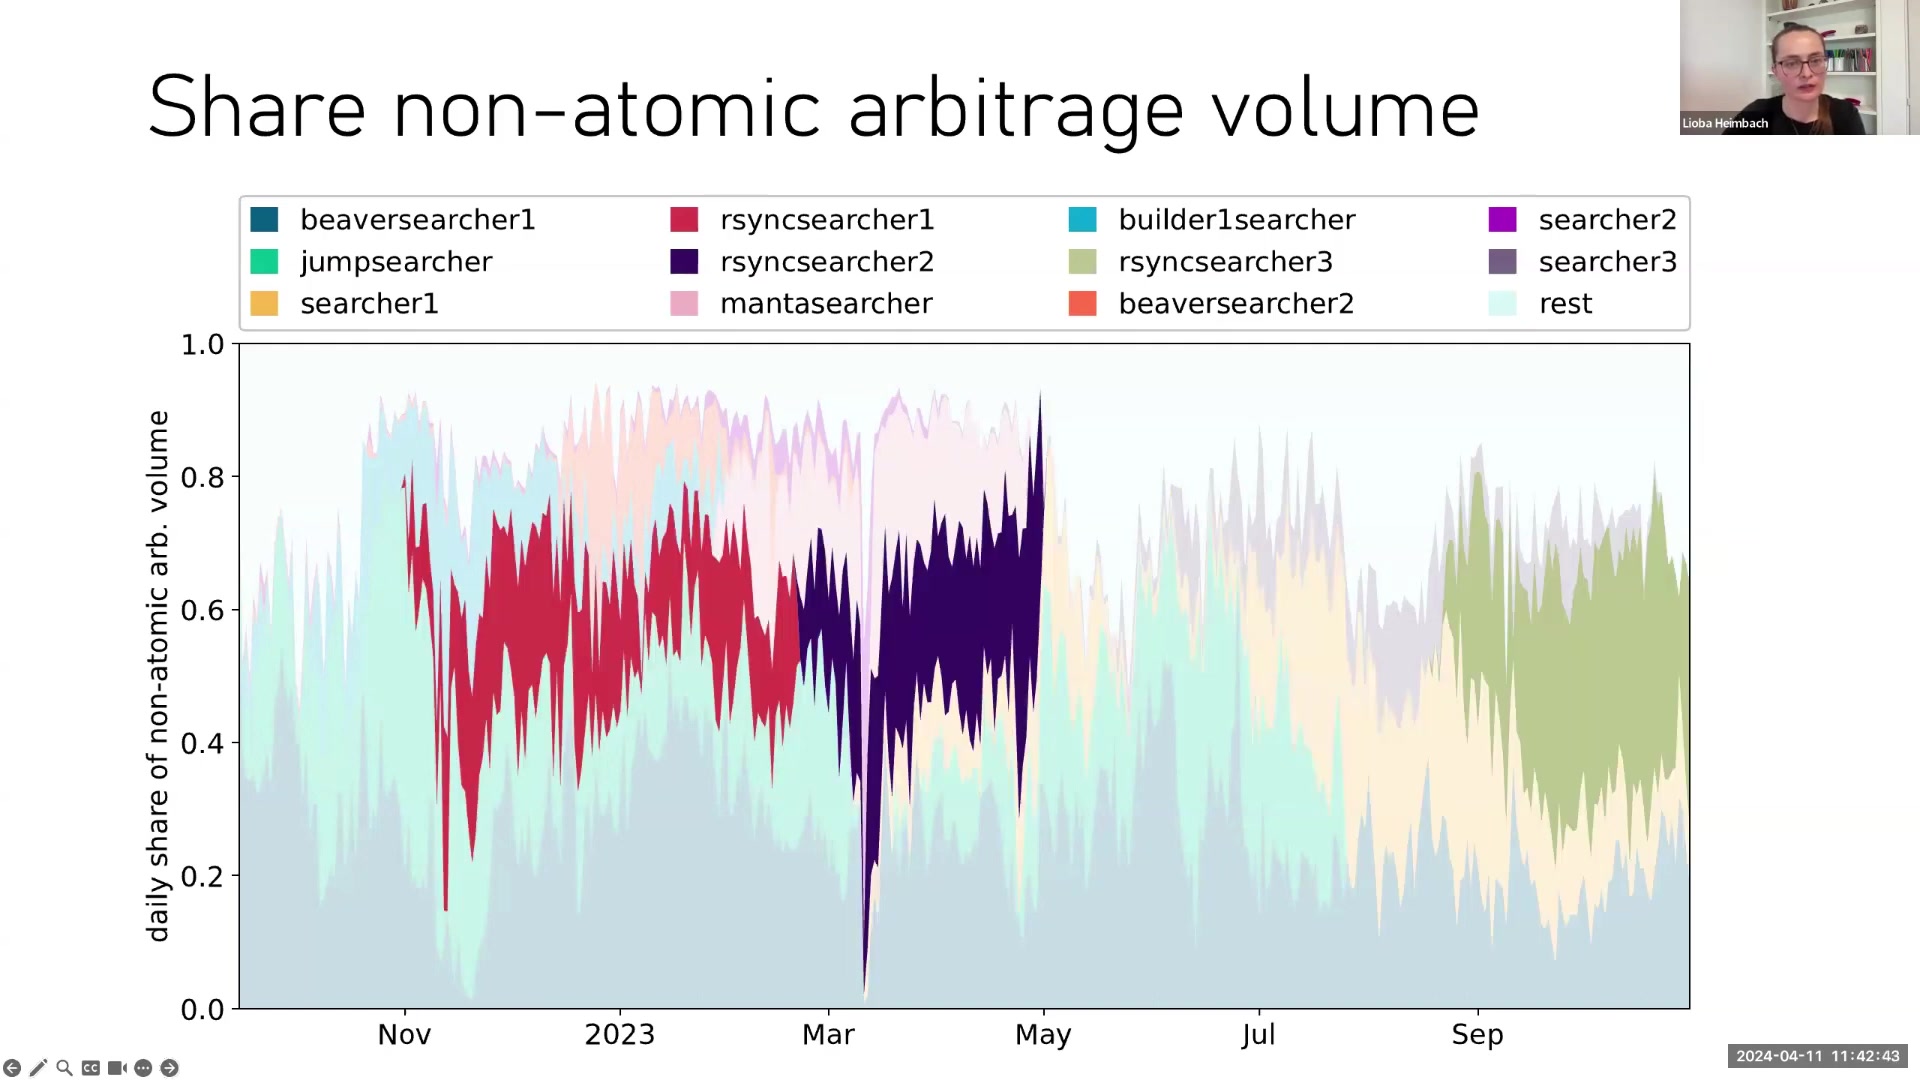 Share non-atomic arbitrage volume
Lioba Heimbach
beaversearcher1 rsyncsearcher1 builder1searcher searcher2
jumpsearcher rsyncsearcher2 rsyncsearcher3 searcher3
searcher1 mantasearcher beaversearcher2 rest
daily share of non-atomic arb. volume
1.0
0.8
0.6
0.4
0.2
0.0
Nov 2023 Mar May Jul Sep
CC
2024-04-11 11:42:43